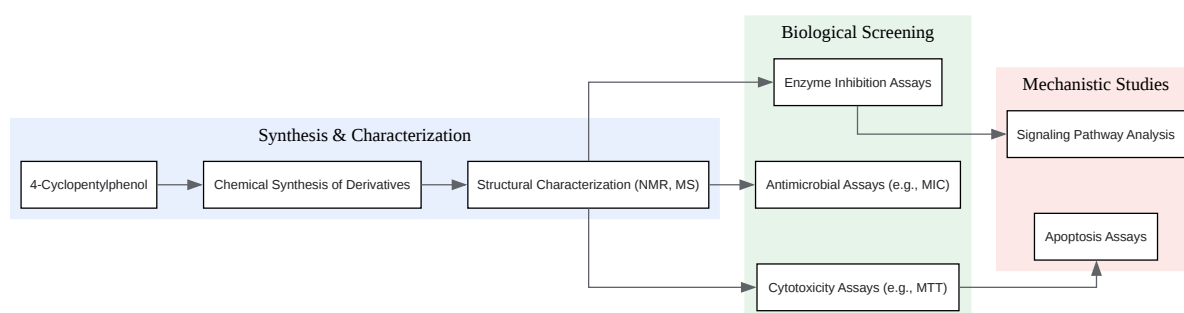 Synthesis & Characterization
4-Cyclopentylphenol
Chemical Synthesis of Derivatives
Structural Characterization (NMR, MS)
Biological Screening
Enzyme Inhibition Assays
Antimicrobial Assays (e.g., MIC)
Cytotoxicity Assays (e.g., MTT)
Mechanistic Studies
Signaling Pathway Analysis
Apoptosis Assays